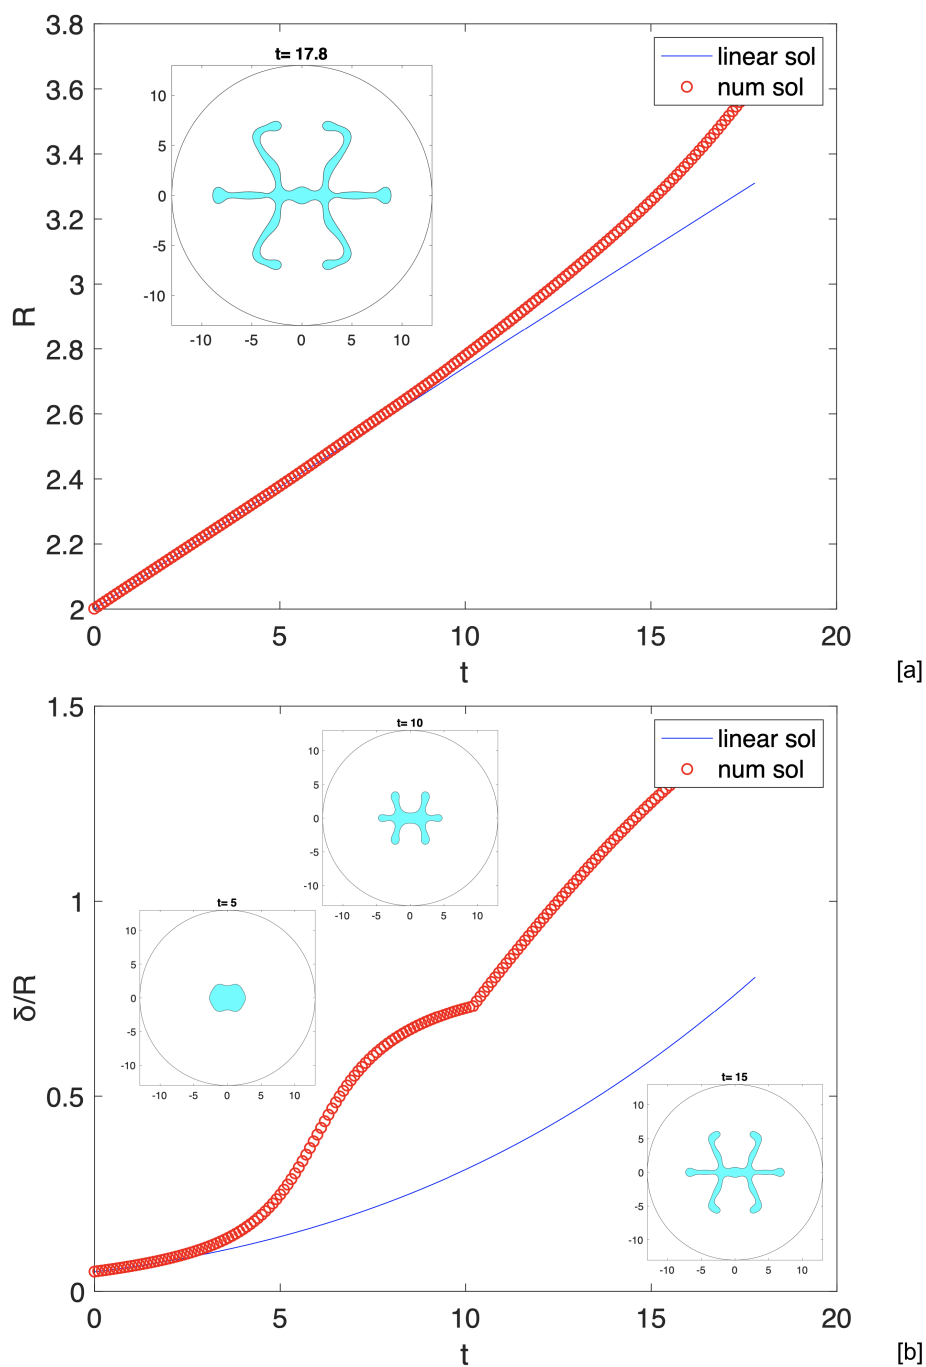 3.8
3.6
3.4
3.2
3
2.8
2.6
2.4
2.2
2
R
0 5 10 15 20
t
linear sol
num sol
t= 17.8
10
5
0
-5
-10
-10 -5 0 5 10
[a]
1.5
1
0.5
0
δ/R
0 5 10 15 20
t
linear sol
num sol
t= 10
10
5
0
-5
-10
-10 -5 0 5 10
t= 5
10
5
0
-5
-10
-10 -5 0 5 10
t= 15
10
5
0
-5
-10
-10 -5 0 5 10
[b]